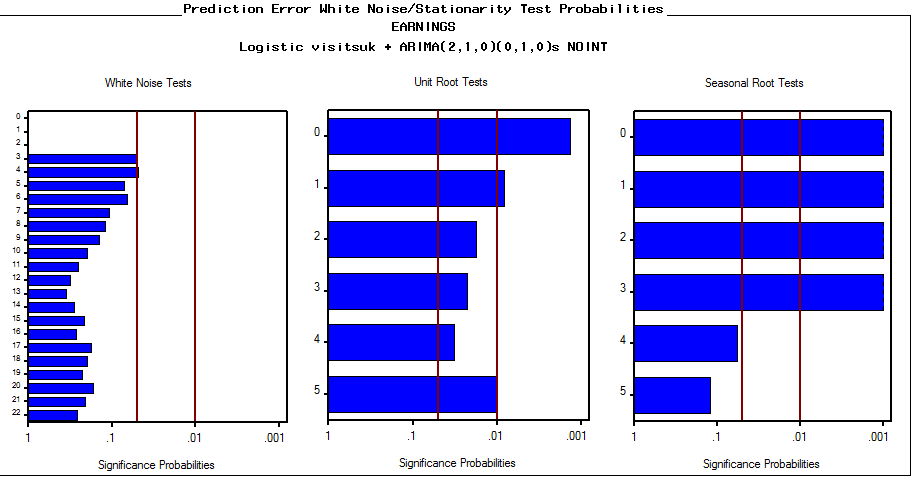 Prediction Error White Noise/Stationarity Test Probabilities
EARNINGS
Logistic visitsuk + ARIMA(2,1,0)(0,1,0)s NOINT
White Noise Tests
0
1
2
3
4
5
6
7
8
9
10
11
12
13
14
15
16
17
18
19
20
21
22
1 .1 .01 .001
Significance Probabilities
Unit Root Tests
0
1
2
3
4
5
1 .1 .01 .001
Significance Probabilities
Seasonal Root Tests
0
1
2
3
4
5
1 .1 .01 .001
Significance Probabilities